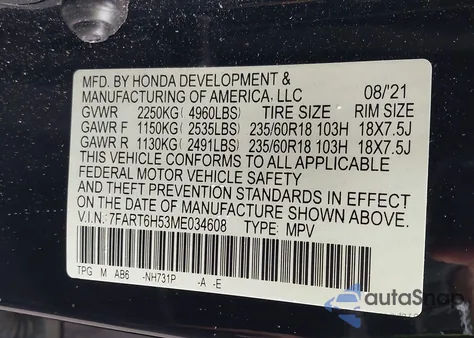 MFD. BY HONDA DEVELOPMENT &
MANUFACTURING OF AMERICA, LLC 08/'21
GVWR 2250KG (4960LBS) TIRE SIZE RIM SIZE
GAWR F 1150KG (2535LBS) 235/60R18 103H 18X7.5J
GAWR R 1130KG (2491LBS) 235/60R18 103H 18X7.5J
THIS VEHICLE CONFORMS TO ALL APPLICABLE
FEDERAL MOTOR VEHICLE SAFETY
AND THEFT PREVENTION STANDARDS IN EFFECT
ON THE DATE OF MANUFACTURE SHOWN ABOVE.
V.I.N.: 7FART6H53ME034608 TYPE: MPV
TPG M AB6 -NH731P -A -E
autoSnap